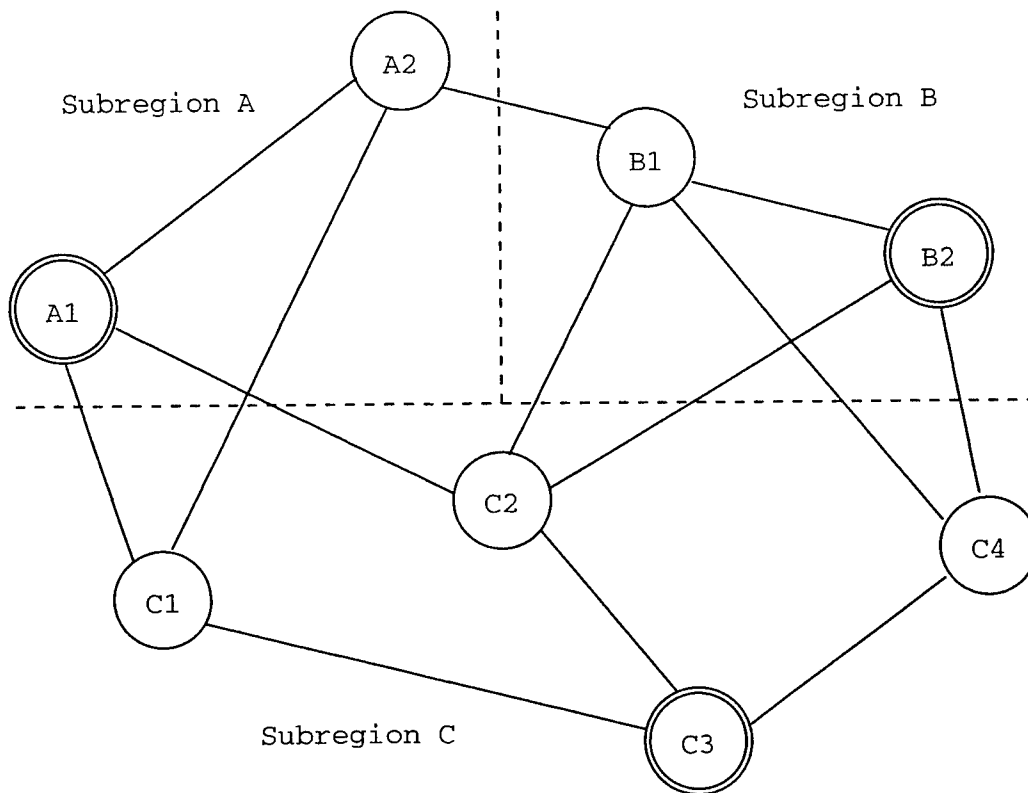 A2
Subregion A
Subregion B
B1
B2
A1
C2
C4
C1
Subregion C
C3